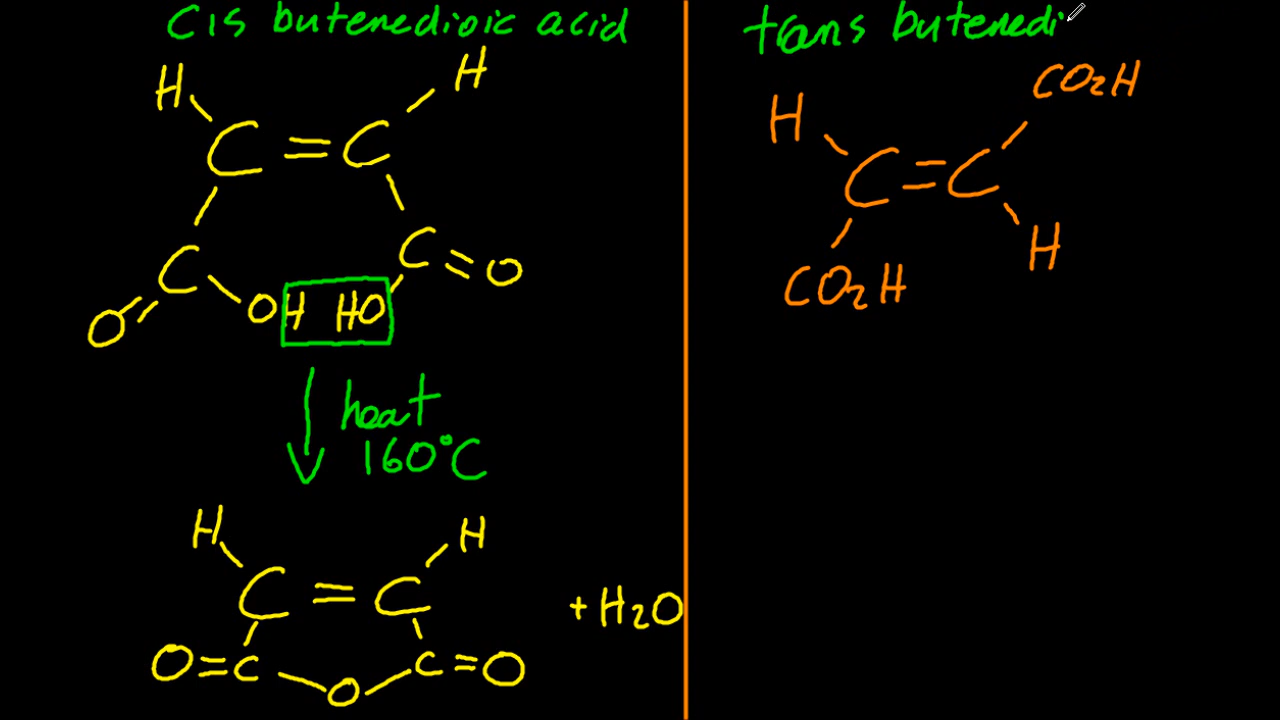 Cis butenedioic acid
H H
C = C
C C = O
O = OH HO
heat
160°C
H H
C = C
+ H2O
O = C C = O
O
trans butenedi
CO2H
H
C = C
H
CO2H